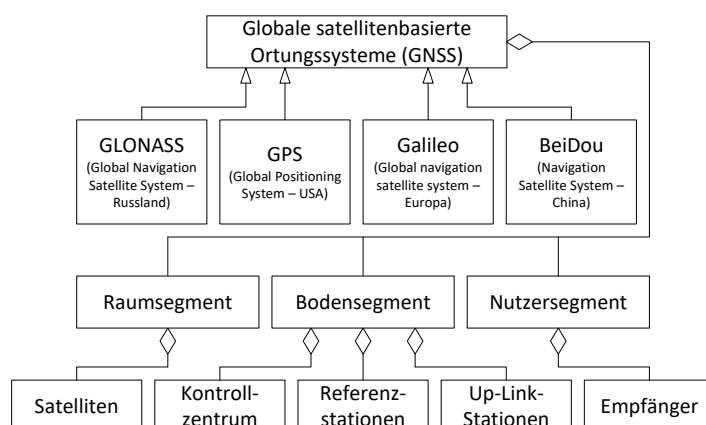 Globale satellitenbasierte
Ortungssysteme (GNSS)
GLONASS
(Global Navigation
Satellite System –
Russland)
GPS
(Global Positioning
System – USA)
Galileo
(Global navigation
satellite system –
Europa)
BeiDou
(Navigation
Satellite System –
China)
Raumsegment
Bodensegment
Nutzersegment
Satelliten
Kontroll-
zentrum
Referenz-
stationen
Up-Link-
Stationen
Empfänger